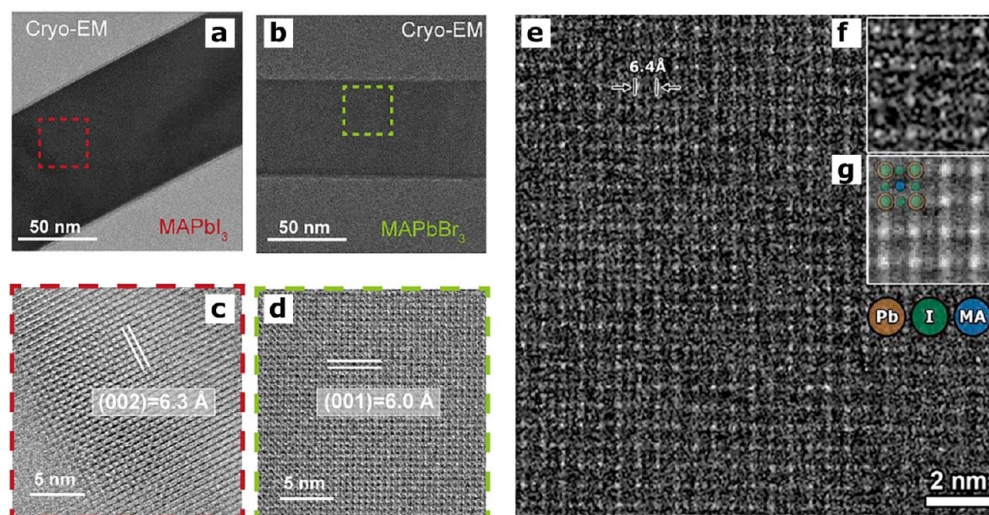 Cryo-EM
a
50 nm
MAPbI₃
b
Cryo-EM
50 nm
MAPbBr₃
c
(002)=6.3 Å
5 nm
d
(001)=6.0 Å
5 nm
e
6.4Å
f
g
Pb
I
MA
2 nm